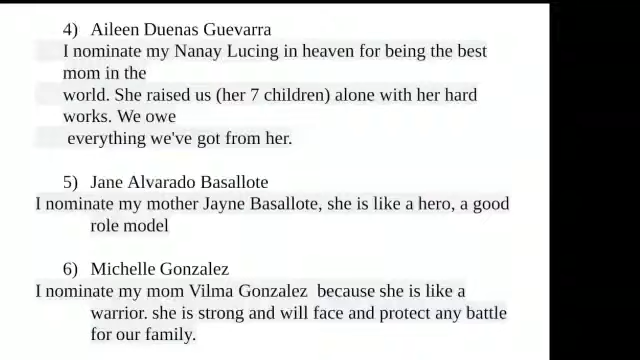 4) Aileen Duenas Guevarra
I nominate my Nanay Lucing in heaven for being the best
mom in the
world. She raised us (her 7 children) alone with her hard
works. We owe
everything we've got from her.
5) Jane Alvarado Basallote
I nominate my mother Jayne Basallote, she is like a hero, a good
role model
6) Michelle Gonzalez
I nominate my mom Vilma Gonzalez because she is like a
warrior. she is strong and will face and protect any battle
for our family.